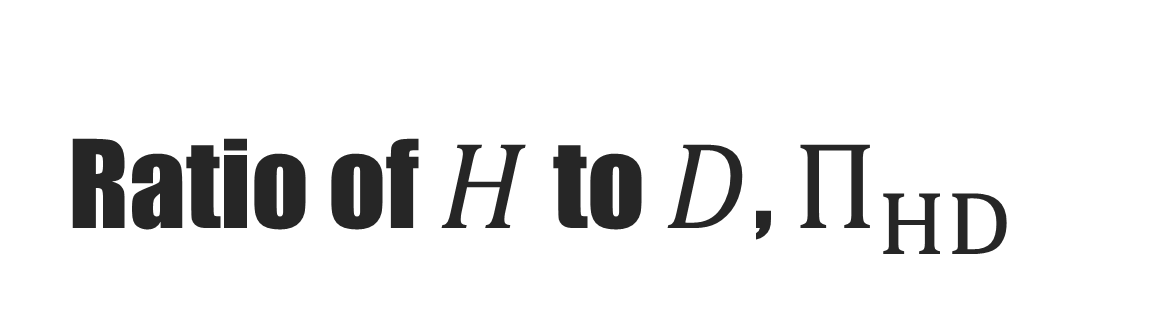 Ratio of H to D, Π_HD